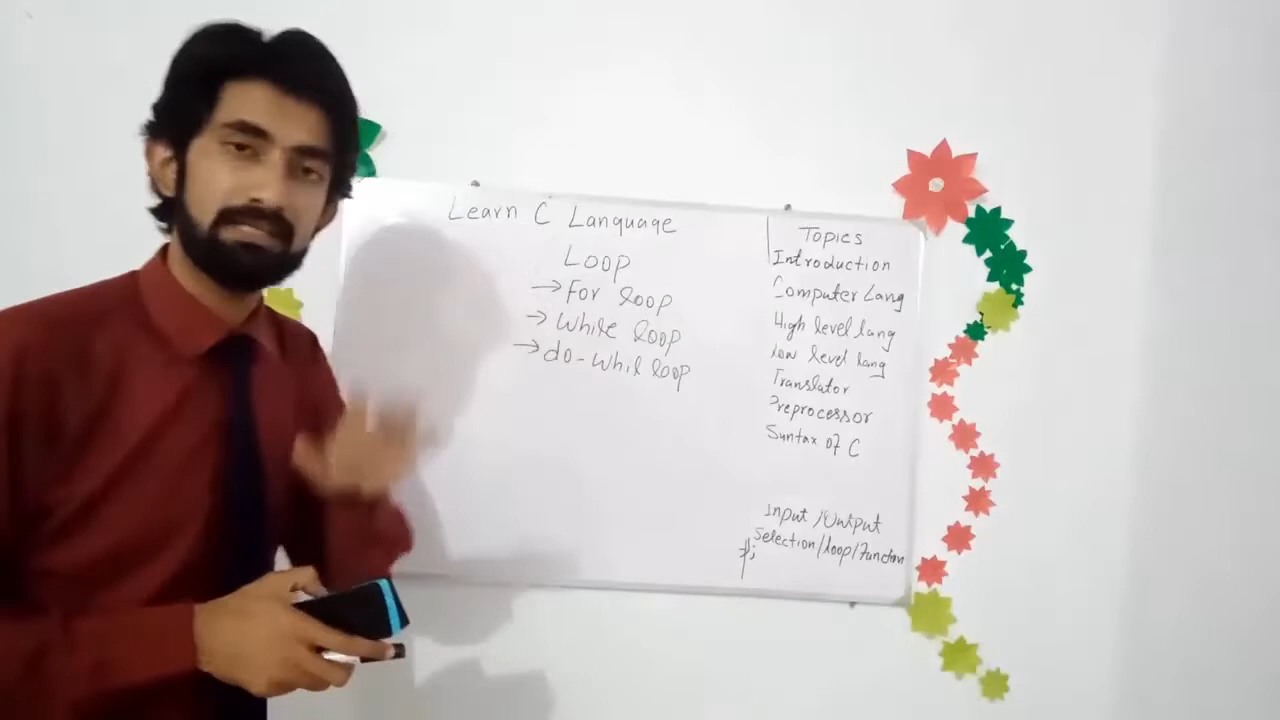 Learn C Language
Loop
→ For loop
→ While loop
→ do-whil loop
Topics
Introduction
Computer Lang
High level lang
low level lang
Translator
Preprocessor
Suntax of C
Input /Output
Selection/loop/Function